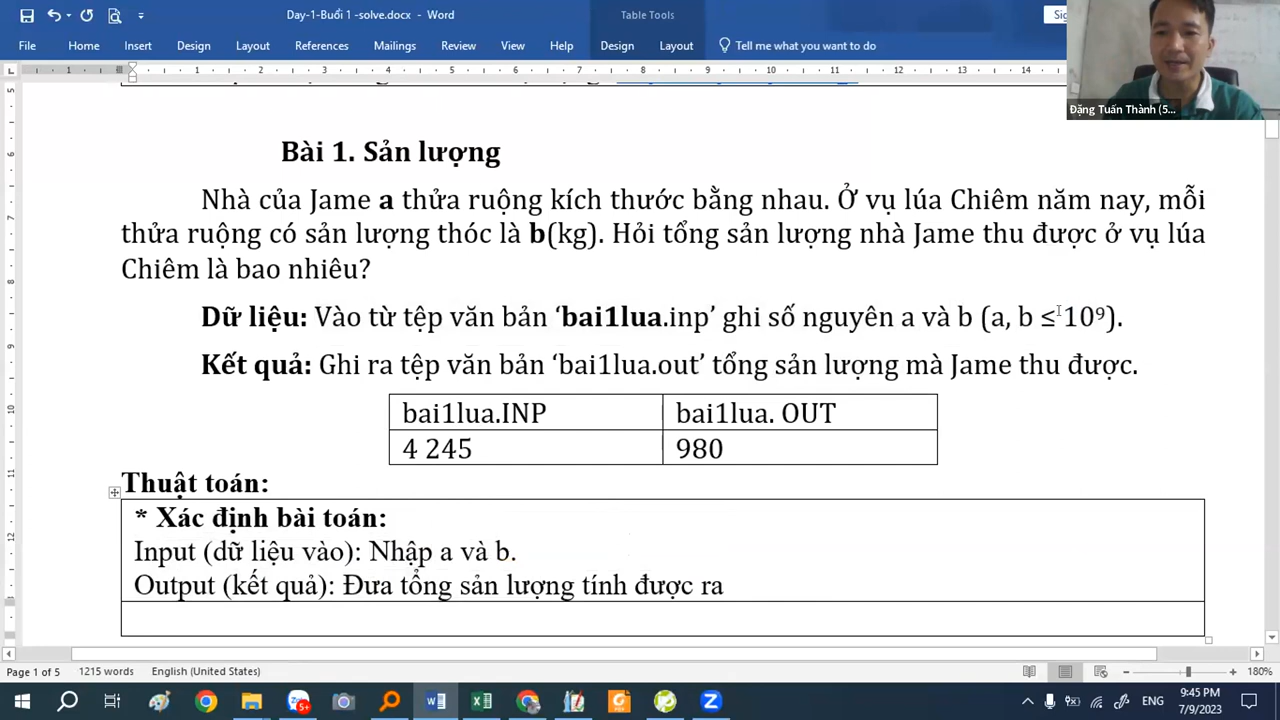 Day-1-Buổi 1 -solve.docx - Word
Table Tools
File Home Insert Design Layout References Mailings Review View Help Design Layout Tell me what you want to do
Đặng Tuấn Thành (5...
Bài 1. Sản lượng
Nhà của Jame a thửa ruộng kích thước bằng nhau. Ở vụ lúa Chiêm năm nay, mỗi
thửa ruộng có sản lượng thóc là b(kg). Hỏi tổng sản lượng nhà Jame thu được ở vụ lúa
Chiêm là bao nhiêu?
Dữ liệu: Vào từ tệp văn bản ‘bai1lua.inp’ ghi số nguyên a và b (a, b ≤ 10⁹).
Kết quả: Ghi ra tệp văn bản ‘bai1lua.out’ tổng sản lượng mà Jame thu được.
bai1lua.INP bai1lua. OUT
4 245 980
Thuật toán:
* Xác định bài toán:
Input (dữ liệu vào): Nhập a và b.
Output (kết quả): Đưa tổng sản lượng tính được ra
Page 1 of 5 1215 words English (United States) 180%
ENG 9:45 PM
7/9/2023